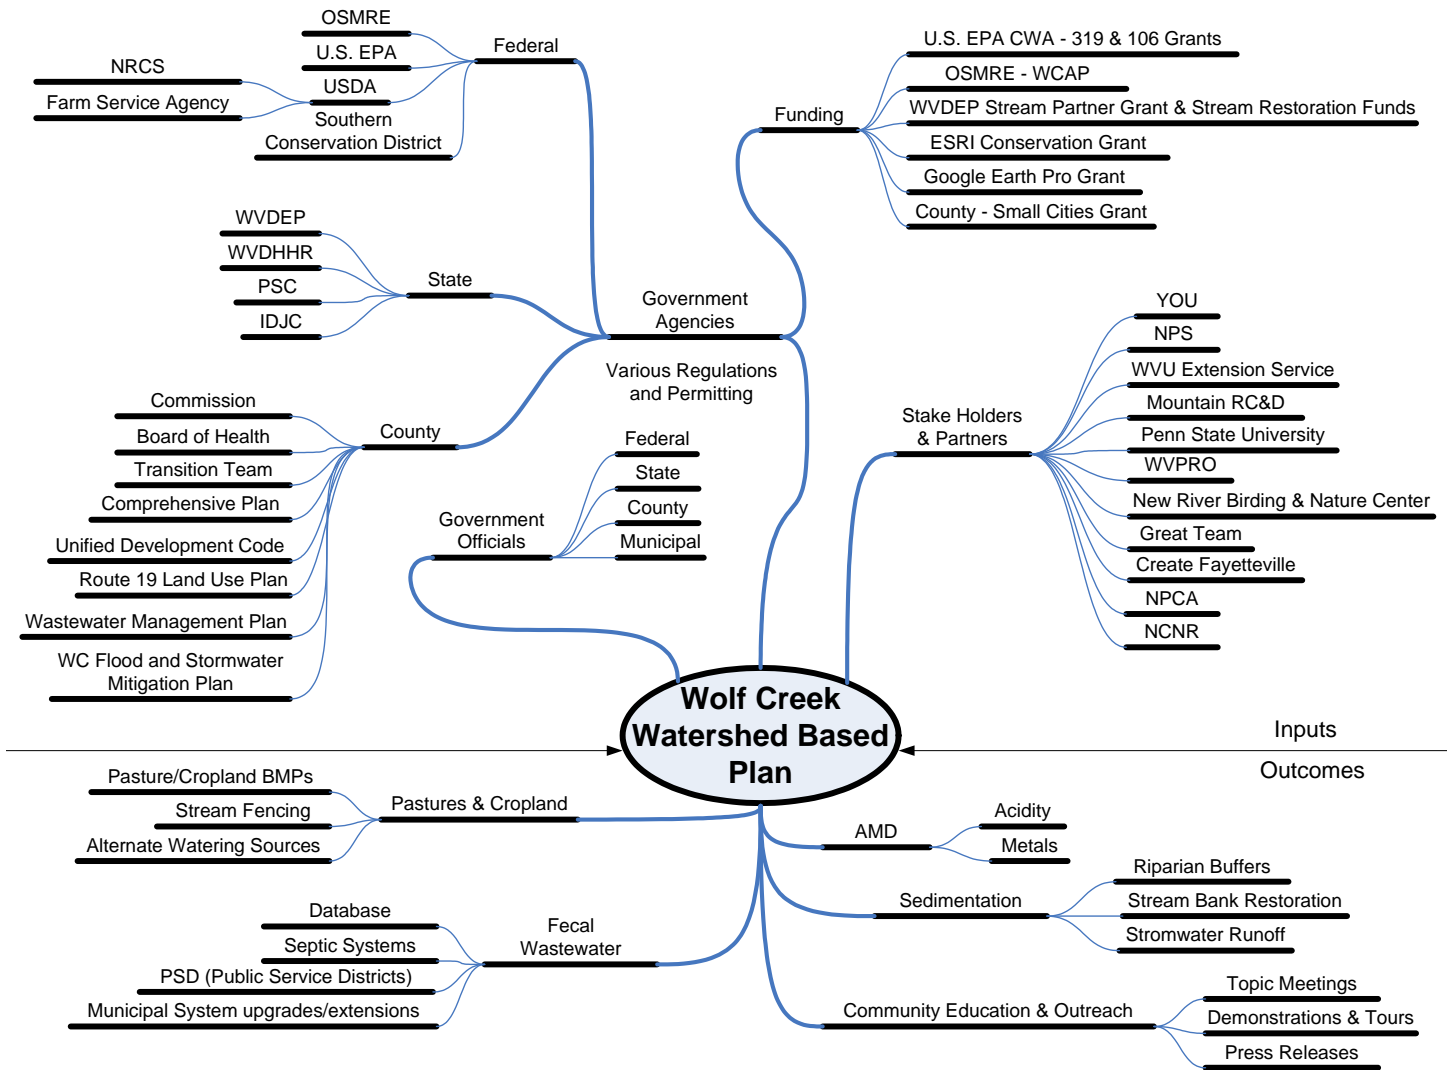 OSMRE
Federal
U.S. EPA
NRCS
USDA
Farm Service Agency
Southern
Conservation District
U.S. EPA CWA - 319 & 106 Grants
OSMRE - WCAP
Funding
WVDEP Stream Partner Grant & Stream Restoration Funds
ESRI Conservation Grant
Google Earth Pro Grant
County - Small Cities Grant
WVDEP
WVDHHR
State
PSC
IDJC
Government
Agencies
Various Regulations
and Permitting
Commission
County
Board of Health
Transition Team
Comprehensive Plan
Unified Development Code
Route 19 Land Use Plan
Wastewater Management Plan
WC Flood and Stormwater
Mitigation Plan
Federal
State
Government
Officials
County
Municipal
YOU
NPS
WVU Extension Service
Mountain RC&D
Stake Holders
& Partners
Penn State University
WVPRO
New River Birding & Nature Center
Great Team
Create Fayetteville
NPCA
NCNR
Wolf Creek
Watershed Based
Plan
Inputs
Outcomes
Pasture/Cropland BMPs
Pastures & Cropland
Stream Fencing
Alternate Watering Sources
AMD
Acidity
Metals
Riparian Buffers
Sedimentation
Stream Bank Restoration
Stromwater Runoff
Database
Fecal
Wastewater
Septic Systems
PSD (Public Service Districts)
Municipal System upgrades/extensions
Community Education & Outreach
Topic Meetings
Demonstrations & Tours
Press Releases